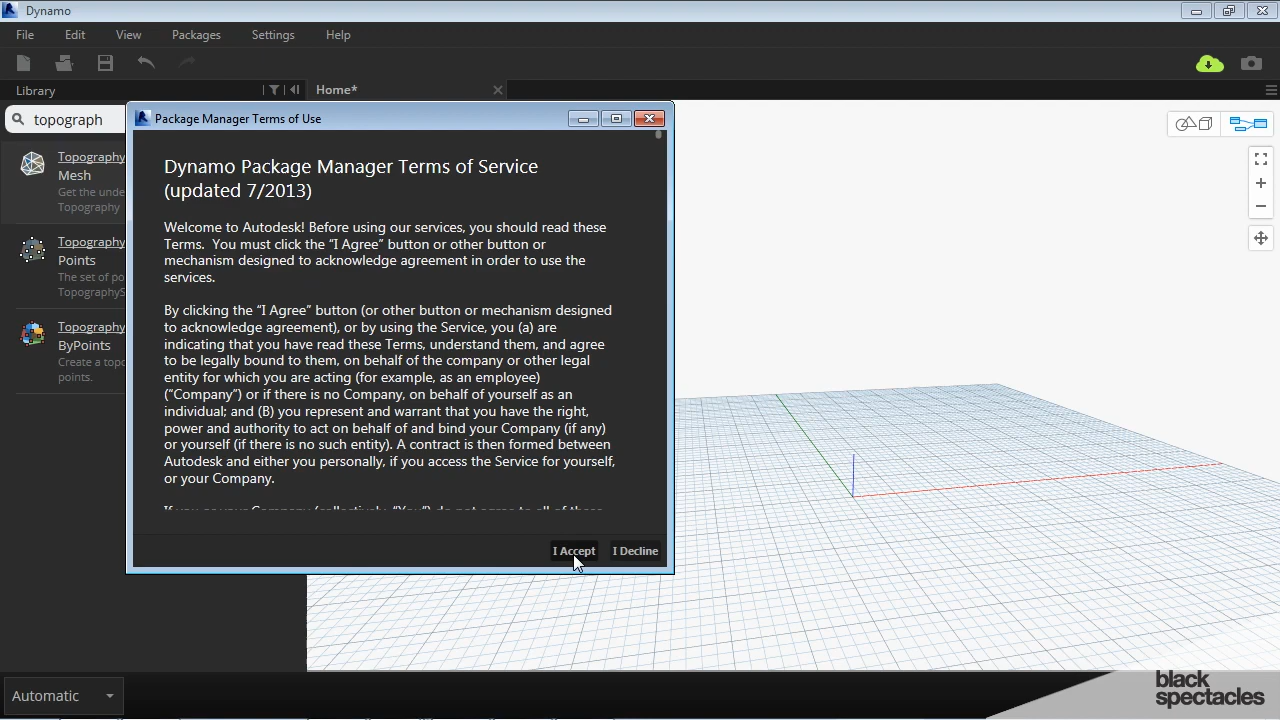 Dynamo
File Edit View Packages Settings Help
Library
Home*
topograph
Package Manager Terms of Use
Topography
Mesh
Get the unde
Topography
Topography
Points
The set of po
TopographyS
Topography
ByPoints
Create a topo
points.
Dynamo Package Manager Terms of Service
(updated 7/2013)
Welcome to Autodesk! Before using our services, you should read these
Terms. You must click the “I Agree” button or other button or
mechanism designed to acknowledge agreement in order to use the
services.
By clicking the “I Agree” button (or other button or mechanism designed
to acknowledge agreement), or by using the Service, you (a) are
indicating that you have read these Terms, understand them, and agree
to be legally bound to them, on behalf of the company or other legal
entity for which you are acting (for example, as an employee)
(“Company”) or if there is no Company, on behalf of yourself as an
individual; and (B) you represent and warrant that you have the right,
power and authority to act on behalf of and bind your Company (if any)
or yourself (if there is no such entity). A contract is then formed between
Autodesk and either you personally, if you access the Service for yourself,
or your Company.
I Accept I Decline
Automatic
black
spectacles